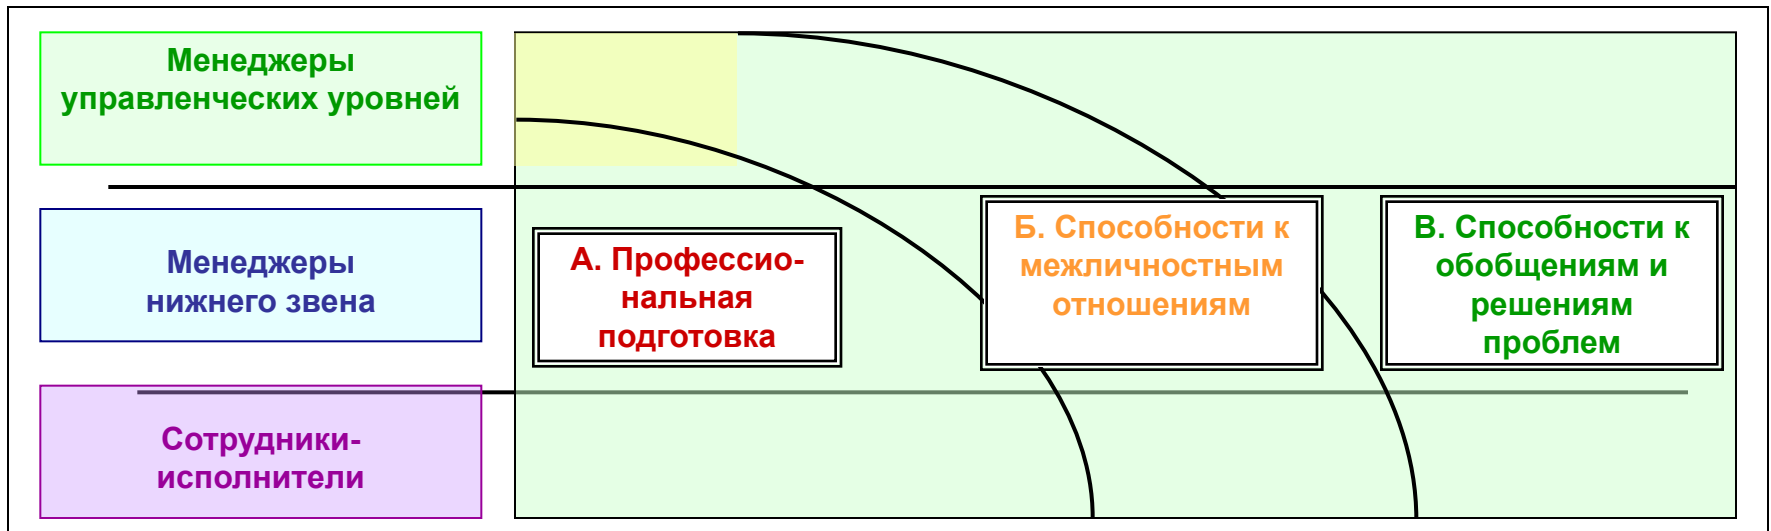 Менеджеры
управленческих уровней
Менеджеры
нижнего звена
Сотрудники-
исполнители
А. Профессио-
нальная
подготовка
Б. Способности к
межличностным
отношениям
В. Способности к
обобщениям и
решениям
проблем